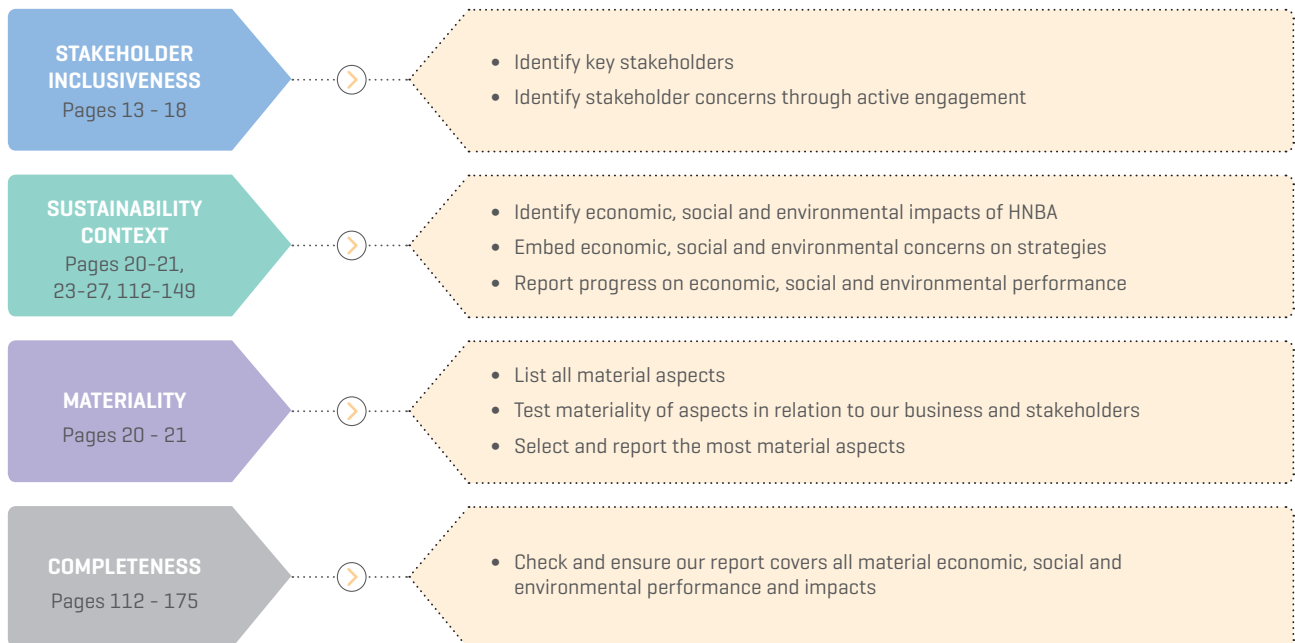 STAKEHOLDER
INCLUSIVENESS
Pages 13 - 18
• Identify key stakeholders
• Identify stakeholder concerns through active engagement
SUSTAINABILITY
CONTEXT
Pages 20-21,
23-27, 112-149
• Identify economic, social and environmental impacts of HNBA
• Embed economic, social and environmental concerns on strategies
• Report progress on economic, social and environmental performance
MATERIALITY
Pages 20 - 21
• List all material aspects
• Test materiality of aspects in relation to our business and stakeholders
• Select and report the most material aspects
COMPLETENESS
Pages 112 - 175
• Check and ensure our report covers all material economic, social and
environmental performance and impacts